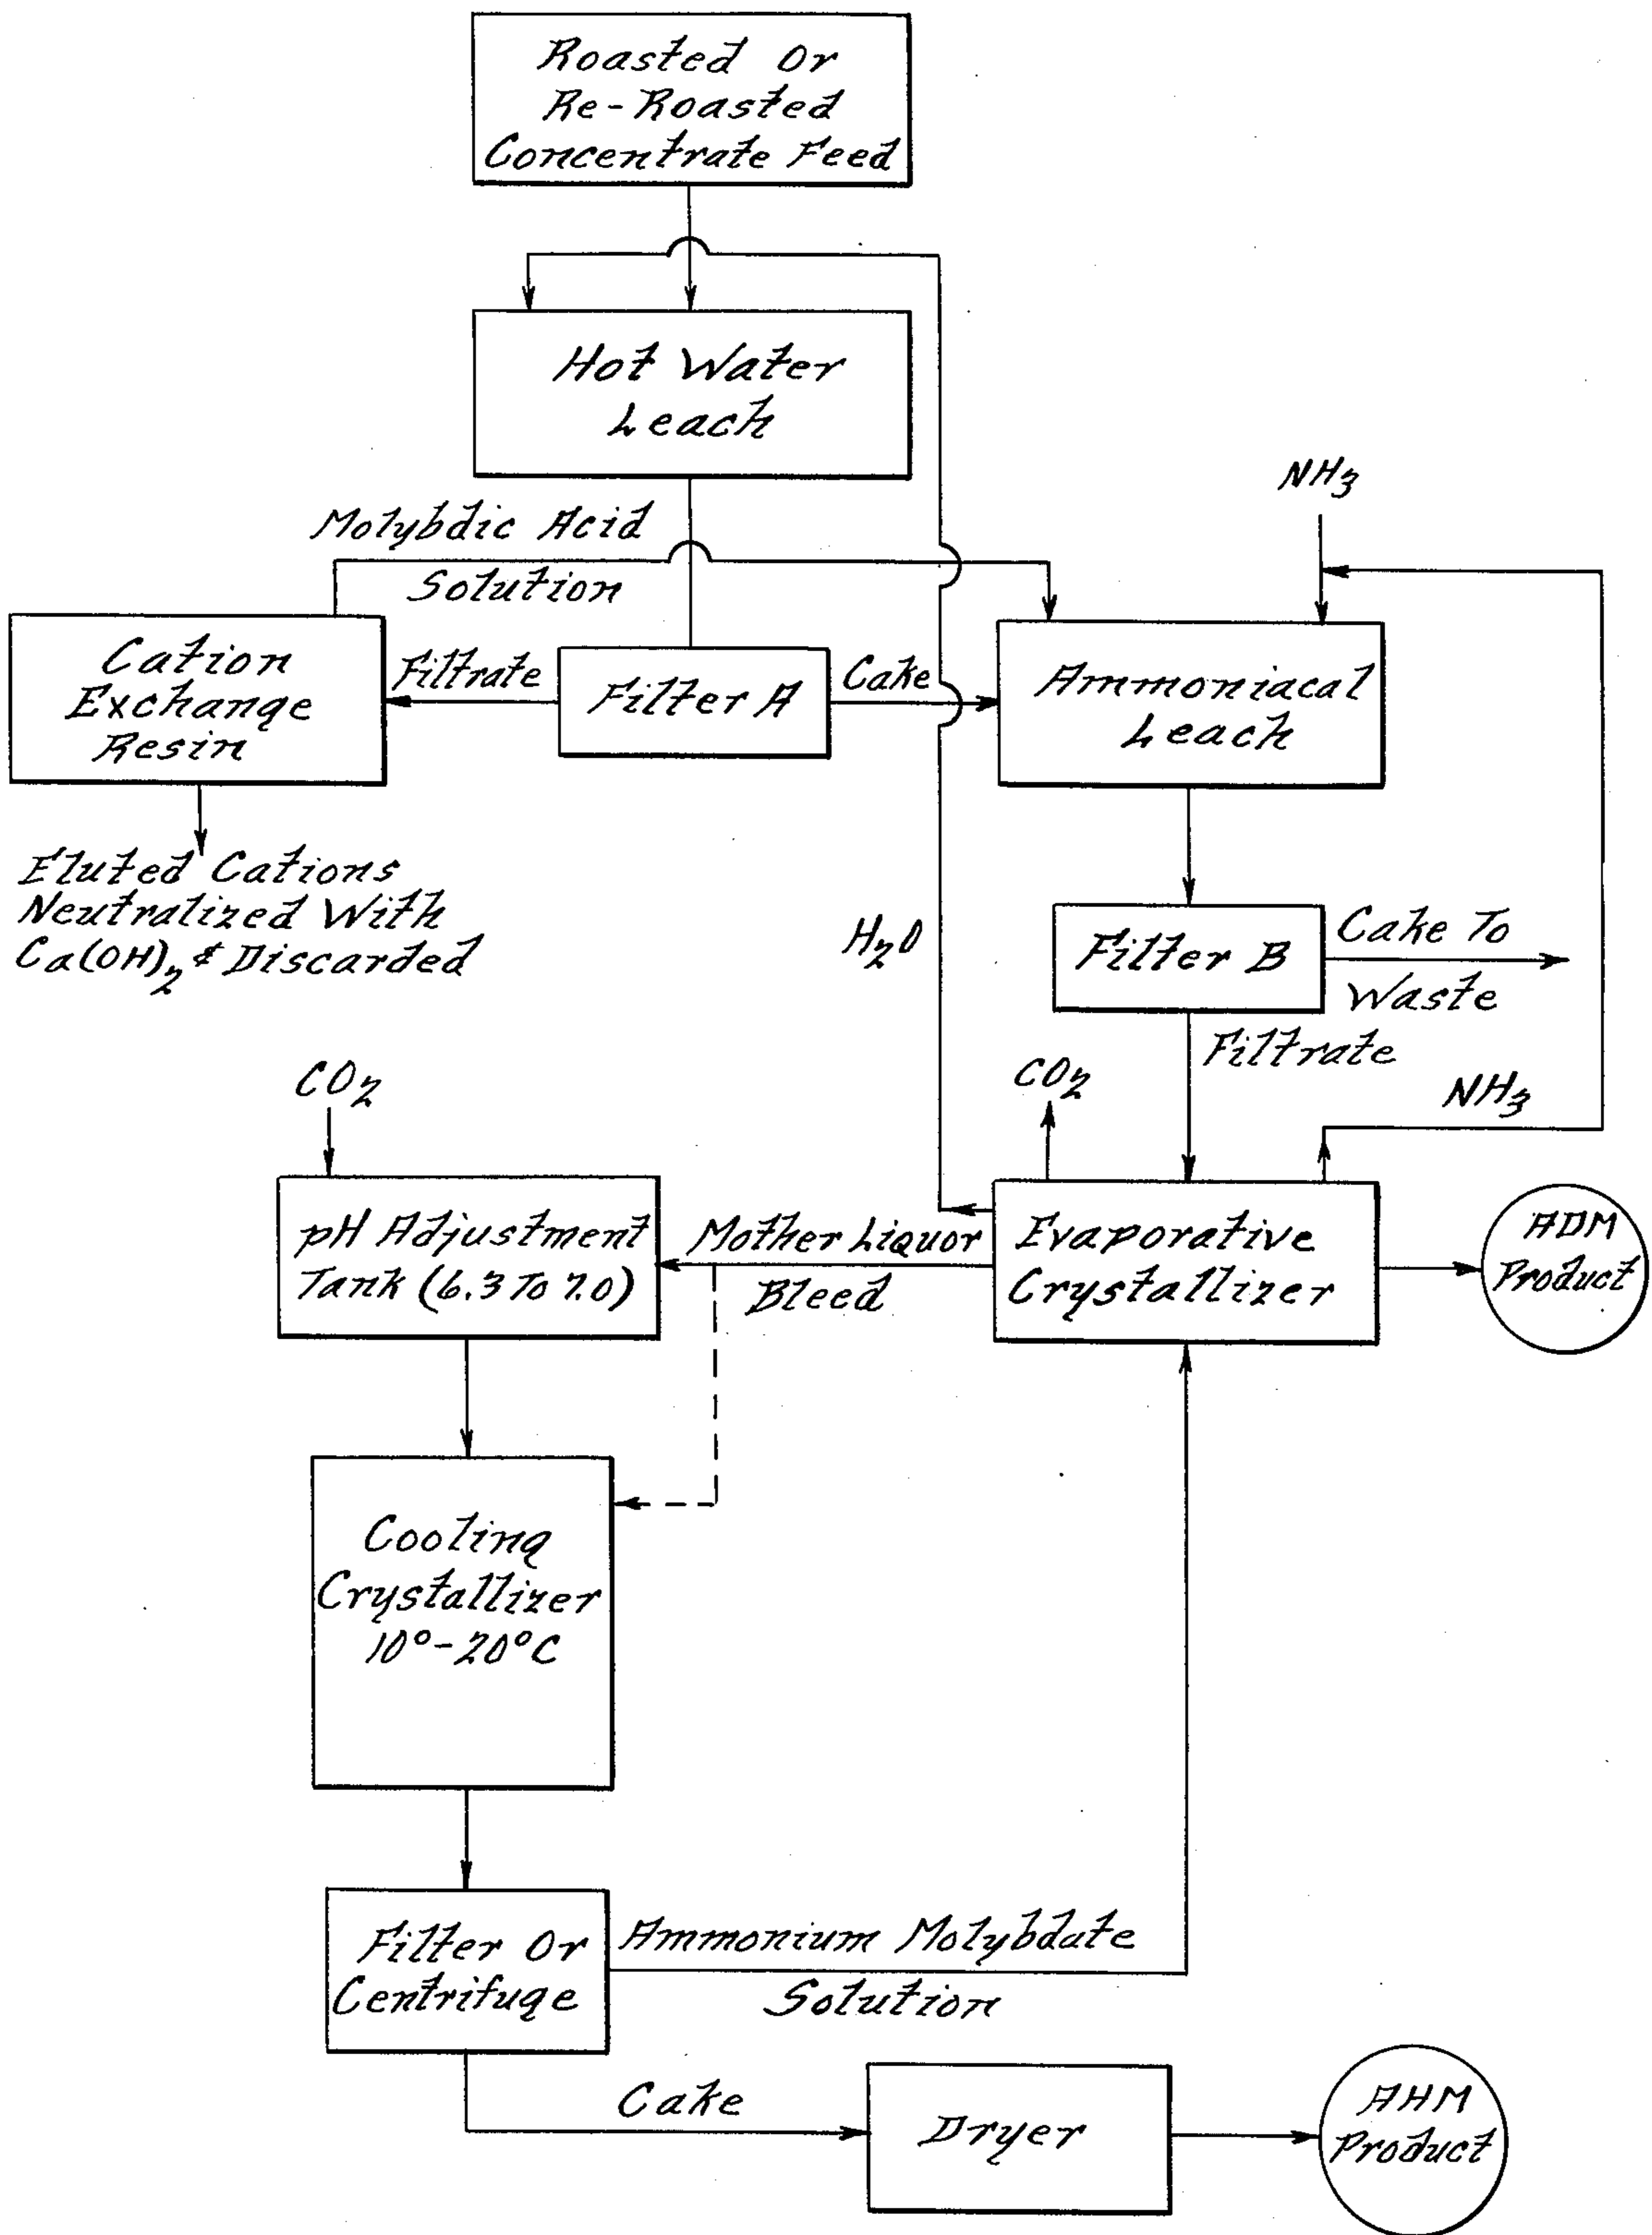 Roasted Or
Re-Roasted
Concentrate Feed
Hot Water
Leach
NH3
Molybdic Acid
Solution
Cation
Exchange
Resin
Filtrate
Filter A
Cake
Ammoniacal
Leach
Eluted Cations
Neutralized With
Ca(OH)2 & Discarded
H2O
Filter B
Cake To
Waste
Filtrate
CO2
CO2
NH3
pH Adjustment
Tank (6.3 To 7.0)
Mother Liquor
Bleed
Evaporative
Crystallizer
ADM
Product
Cooling
Crystallizer
10°-20°C
Filter Or
Centrifuge
Ammonium Molybdate
Solution
Cake
Dryer
AHM
Product